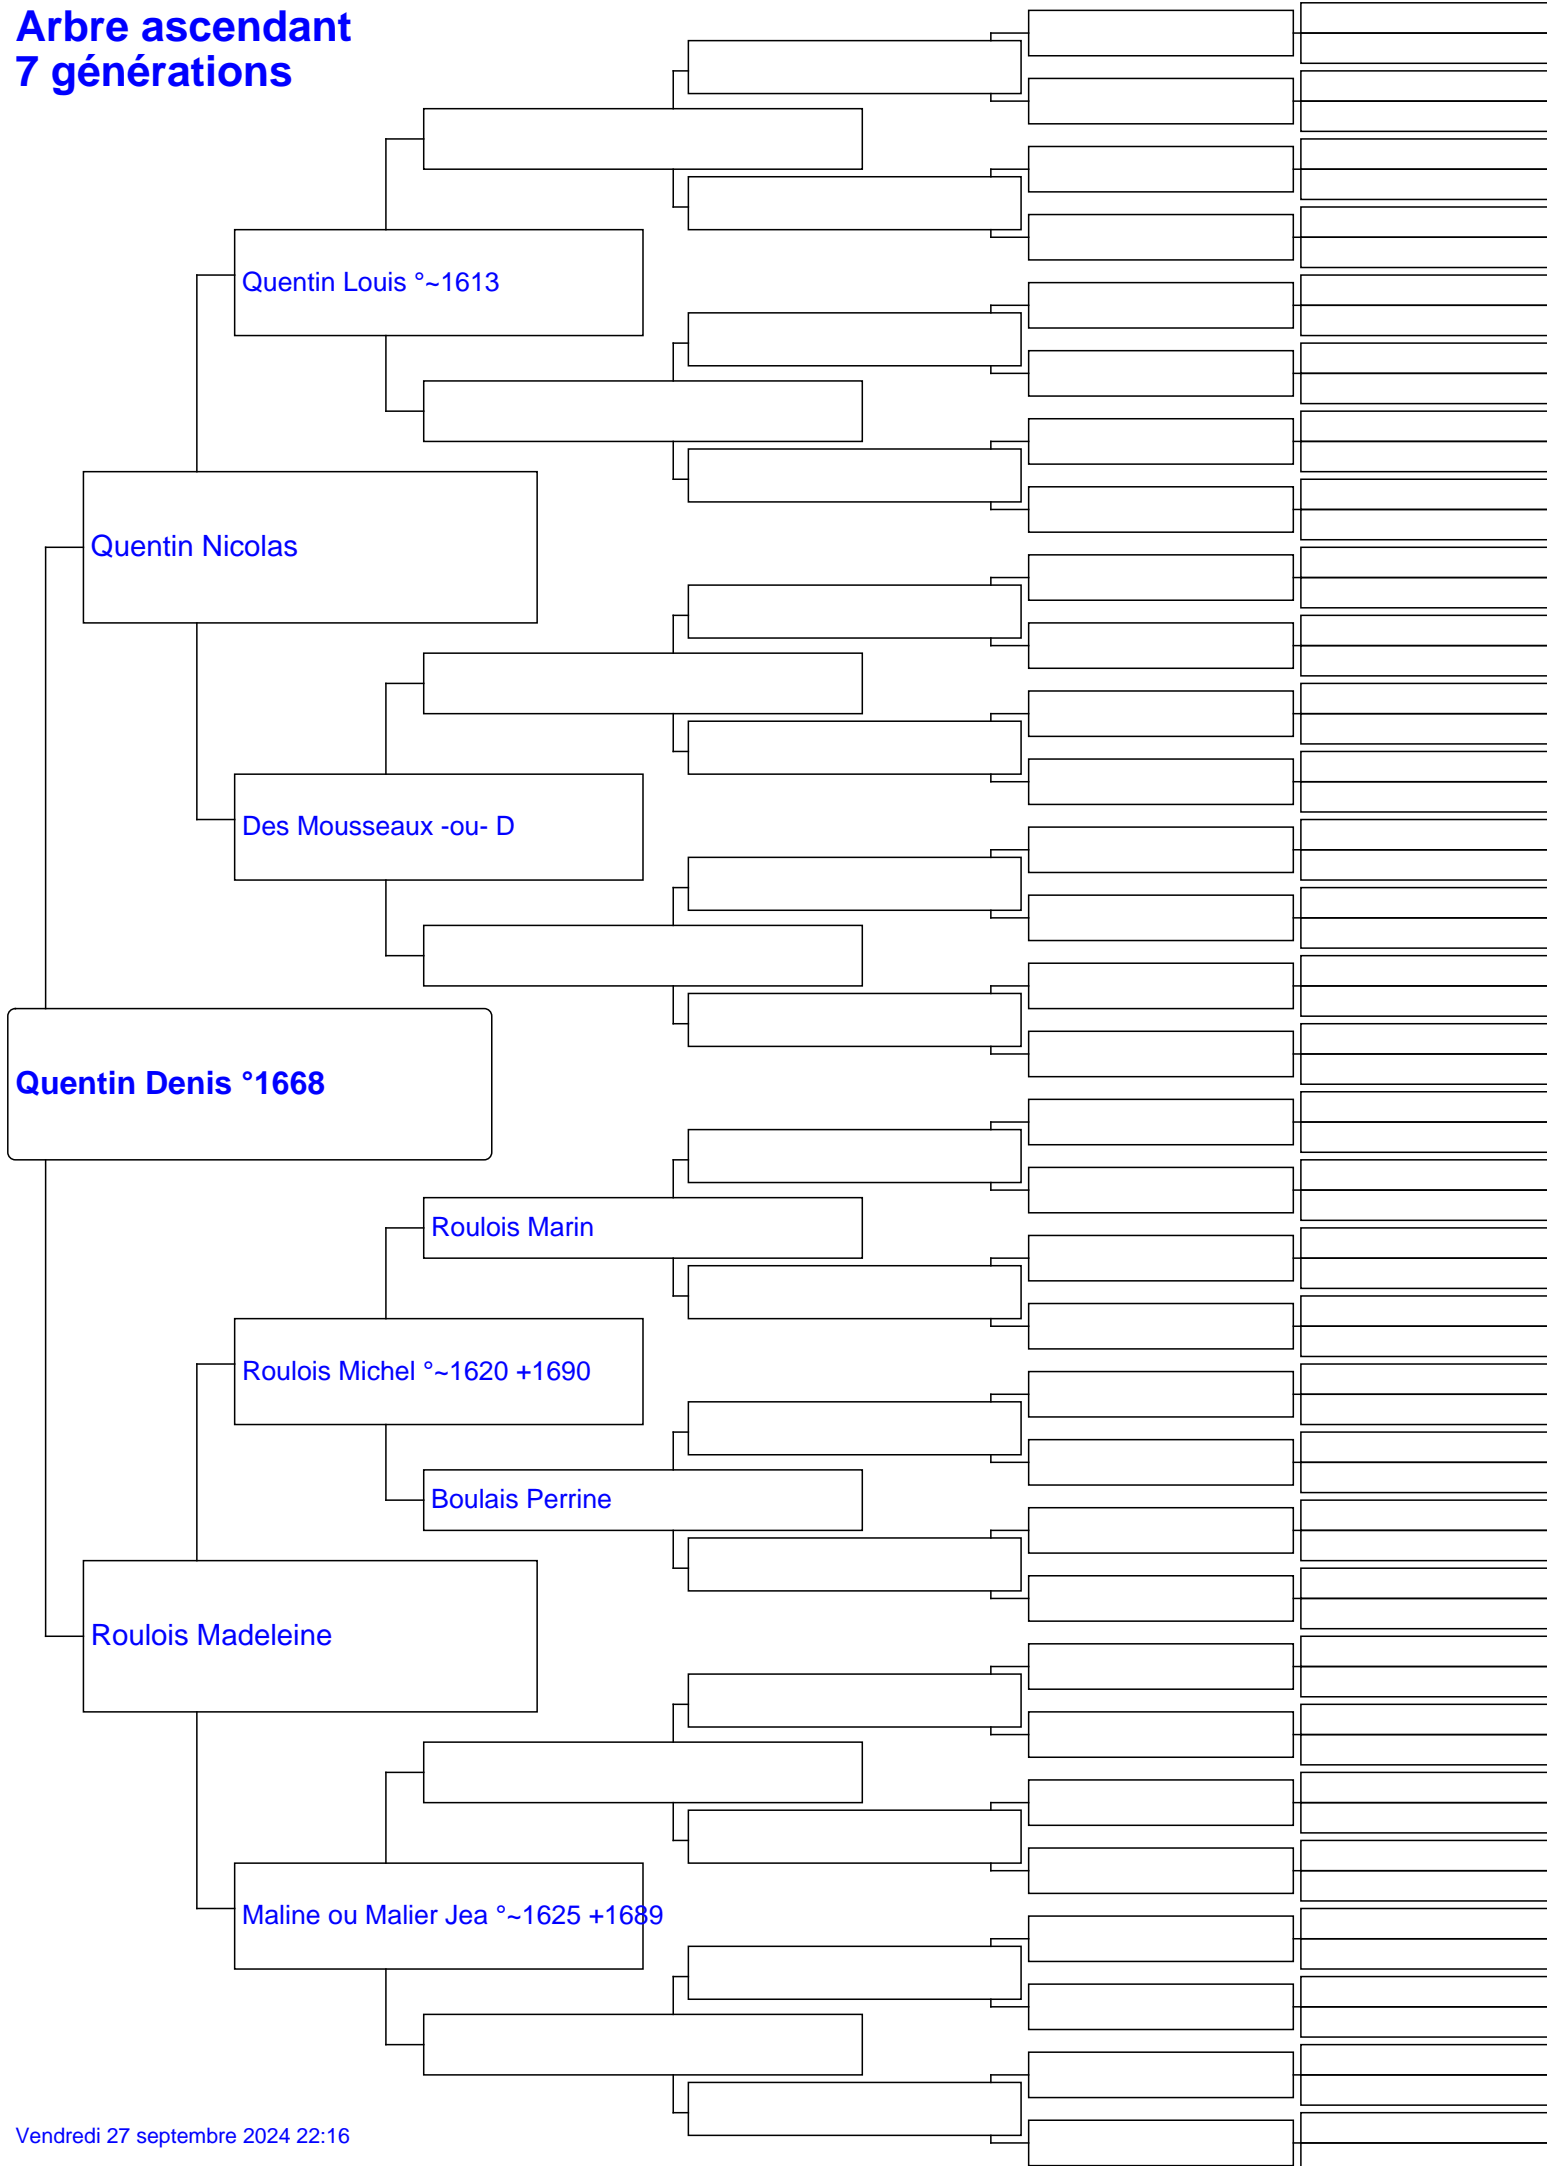 Arbre ascendant
7 générations
Quentin Louis °~1613
Quentin Nicolas
Des Mousseaux -ou- D
Quentin Denis °1668
Roulois Marin
Roulois Michel °~1620 +1690
Boulais Perrine
Roulois Madeleine
Maline ou Malier Jea °~1625 +1689
Vendredi 27 septembre 2024 22:16